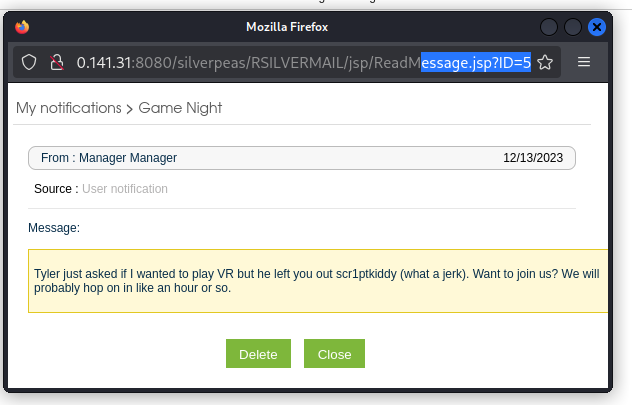 Mozilla Firefox
0.141.31:8080/silverpeas/RSILVERMAIL/jsp/ReadMessage.jsp?ID=5
My notifications > Game Night
From : Manager Manager 12/13/2023
Source : User notification
Message:
Tyler just asked if I wanted to play VR but he left you out scr1ptkiddy (what a jerk). Want to join us? We will
probably hop on in like an hour or so.
Delete Close